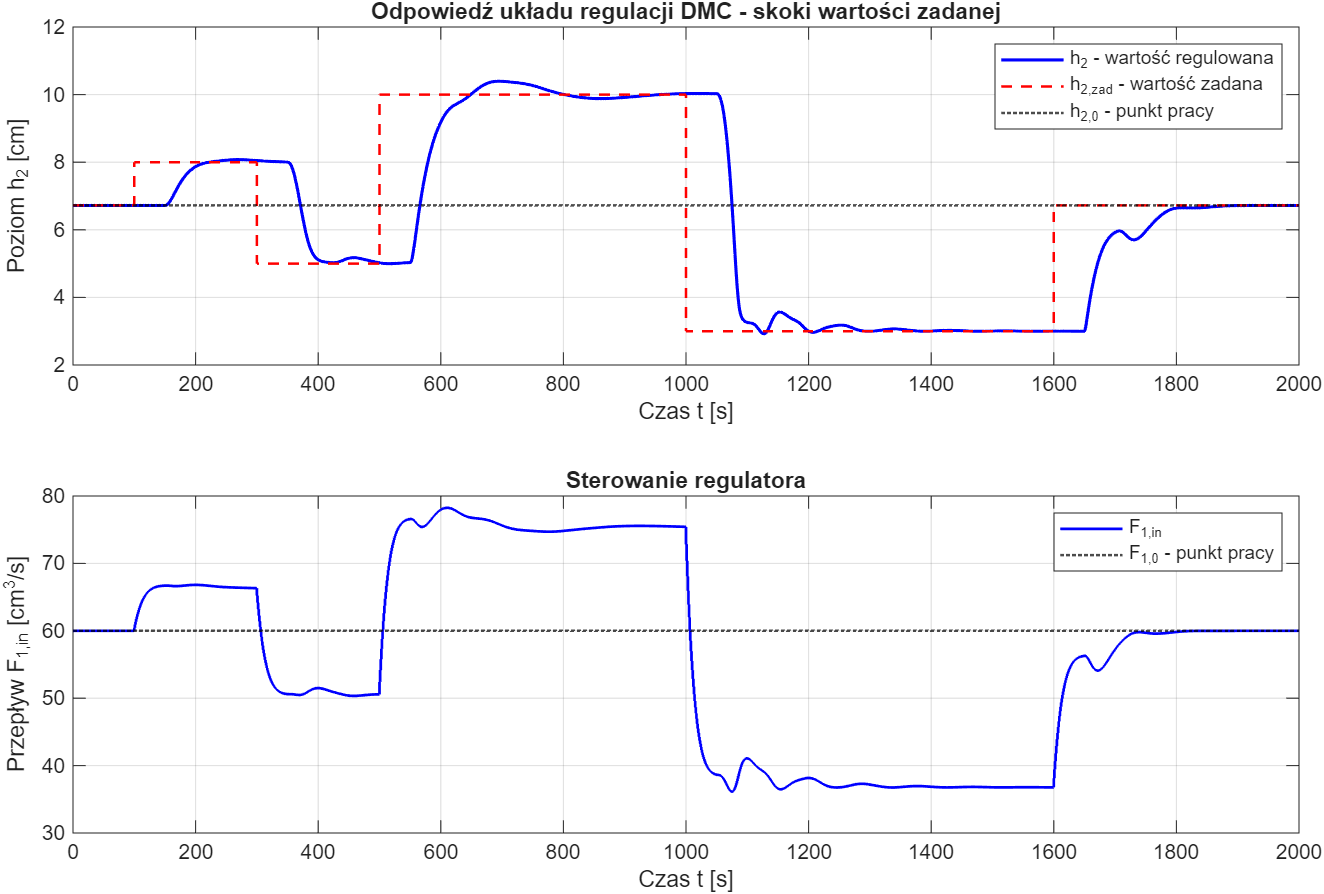 Odpowiedź układu regulacji DMC - skoki wartości zadanej
12
10
8
6
4
2
Poziom h2 [cm]
h2 - wartość regulowana
h2,zad - wartość zadana
h2,0 - punkt pracy
0 200 400 600 800 1000 1200 1400 1600 1800 2000
Czas t [s]
Sterowanie regulatora
80
70
60
50
40
30
Przepływ F1,in [cm3/s]
F1,in
F1,0 - punkt pracy
0 200 400 600 800 1000 1200 1400 1600 1800 2000
Czas t [s]